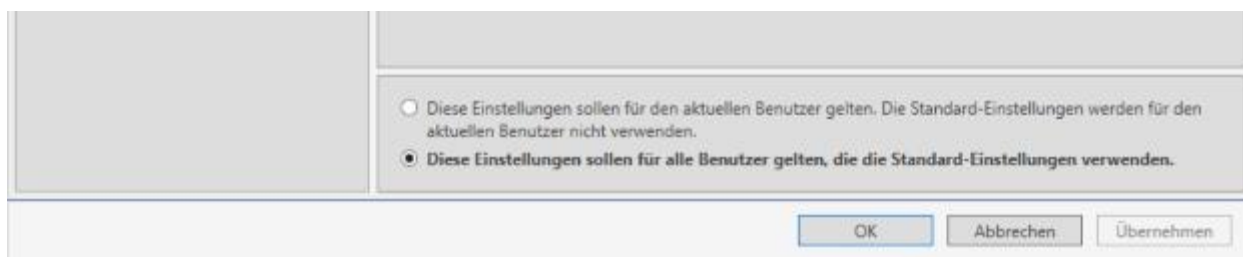 Diese Einstellungen sollen für den aktuellen Benutzer gelten. Die Standard-Einstellungen werden für den
aktuellen Benutzer nicht verwenden.
Diese Einstellungen sollen für alle Benutzer gelten, die die Standard-Einstellungen verwenden.
OK Abbrechen Übernehmen